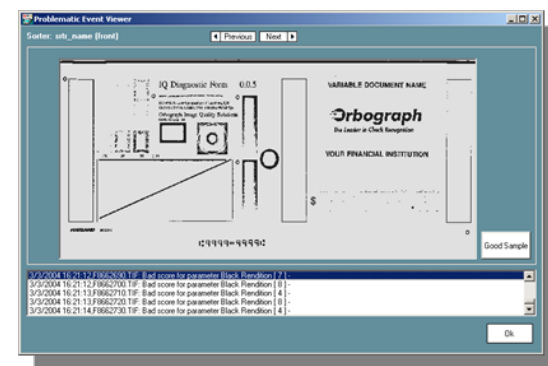 Problematic Event Viewer
Sorter: srtr_name (front)
Previous Next
IQ Diagnostic Form 0.0.5
VARIABLE DOCUMENT NAME
Orbograph Image Quality Solutions
Orbograph
The Leader in Check Recognition
YOUR FINANCIAL INSTITUTION
$
Good Sample
3/3/2004 16:21:12,F8662690.TIF: Bad score for parameter Black Rendition [ 7 ] -
3/3/2004 16:21:12,F8662700.TIF: Bad score for parameter Black Rendition [ 8 ] -
3/3/2004 16:21:13,F8662710.TIF: Bad score for parameter Black Rendition [ 4 ] -
3/3/2004 16:21:13,F8662720.TIF: Bad score for parameter Black Rendition [ 8 ] -
3/3/2004 16:21:14,F8662730.TIF: Bad score for parameter Black Rendition [ 4 ] -
Ok